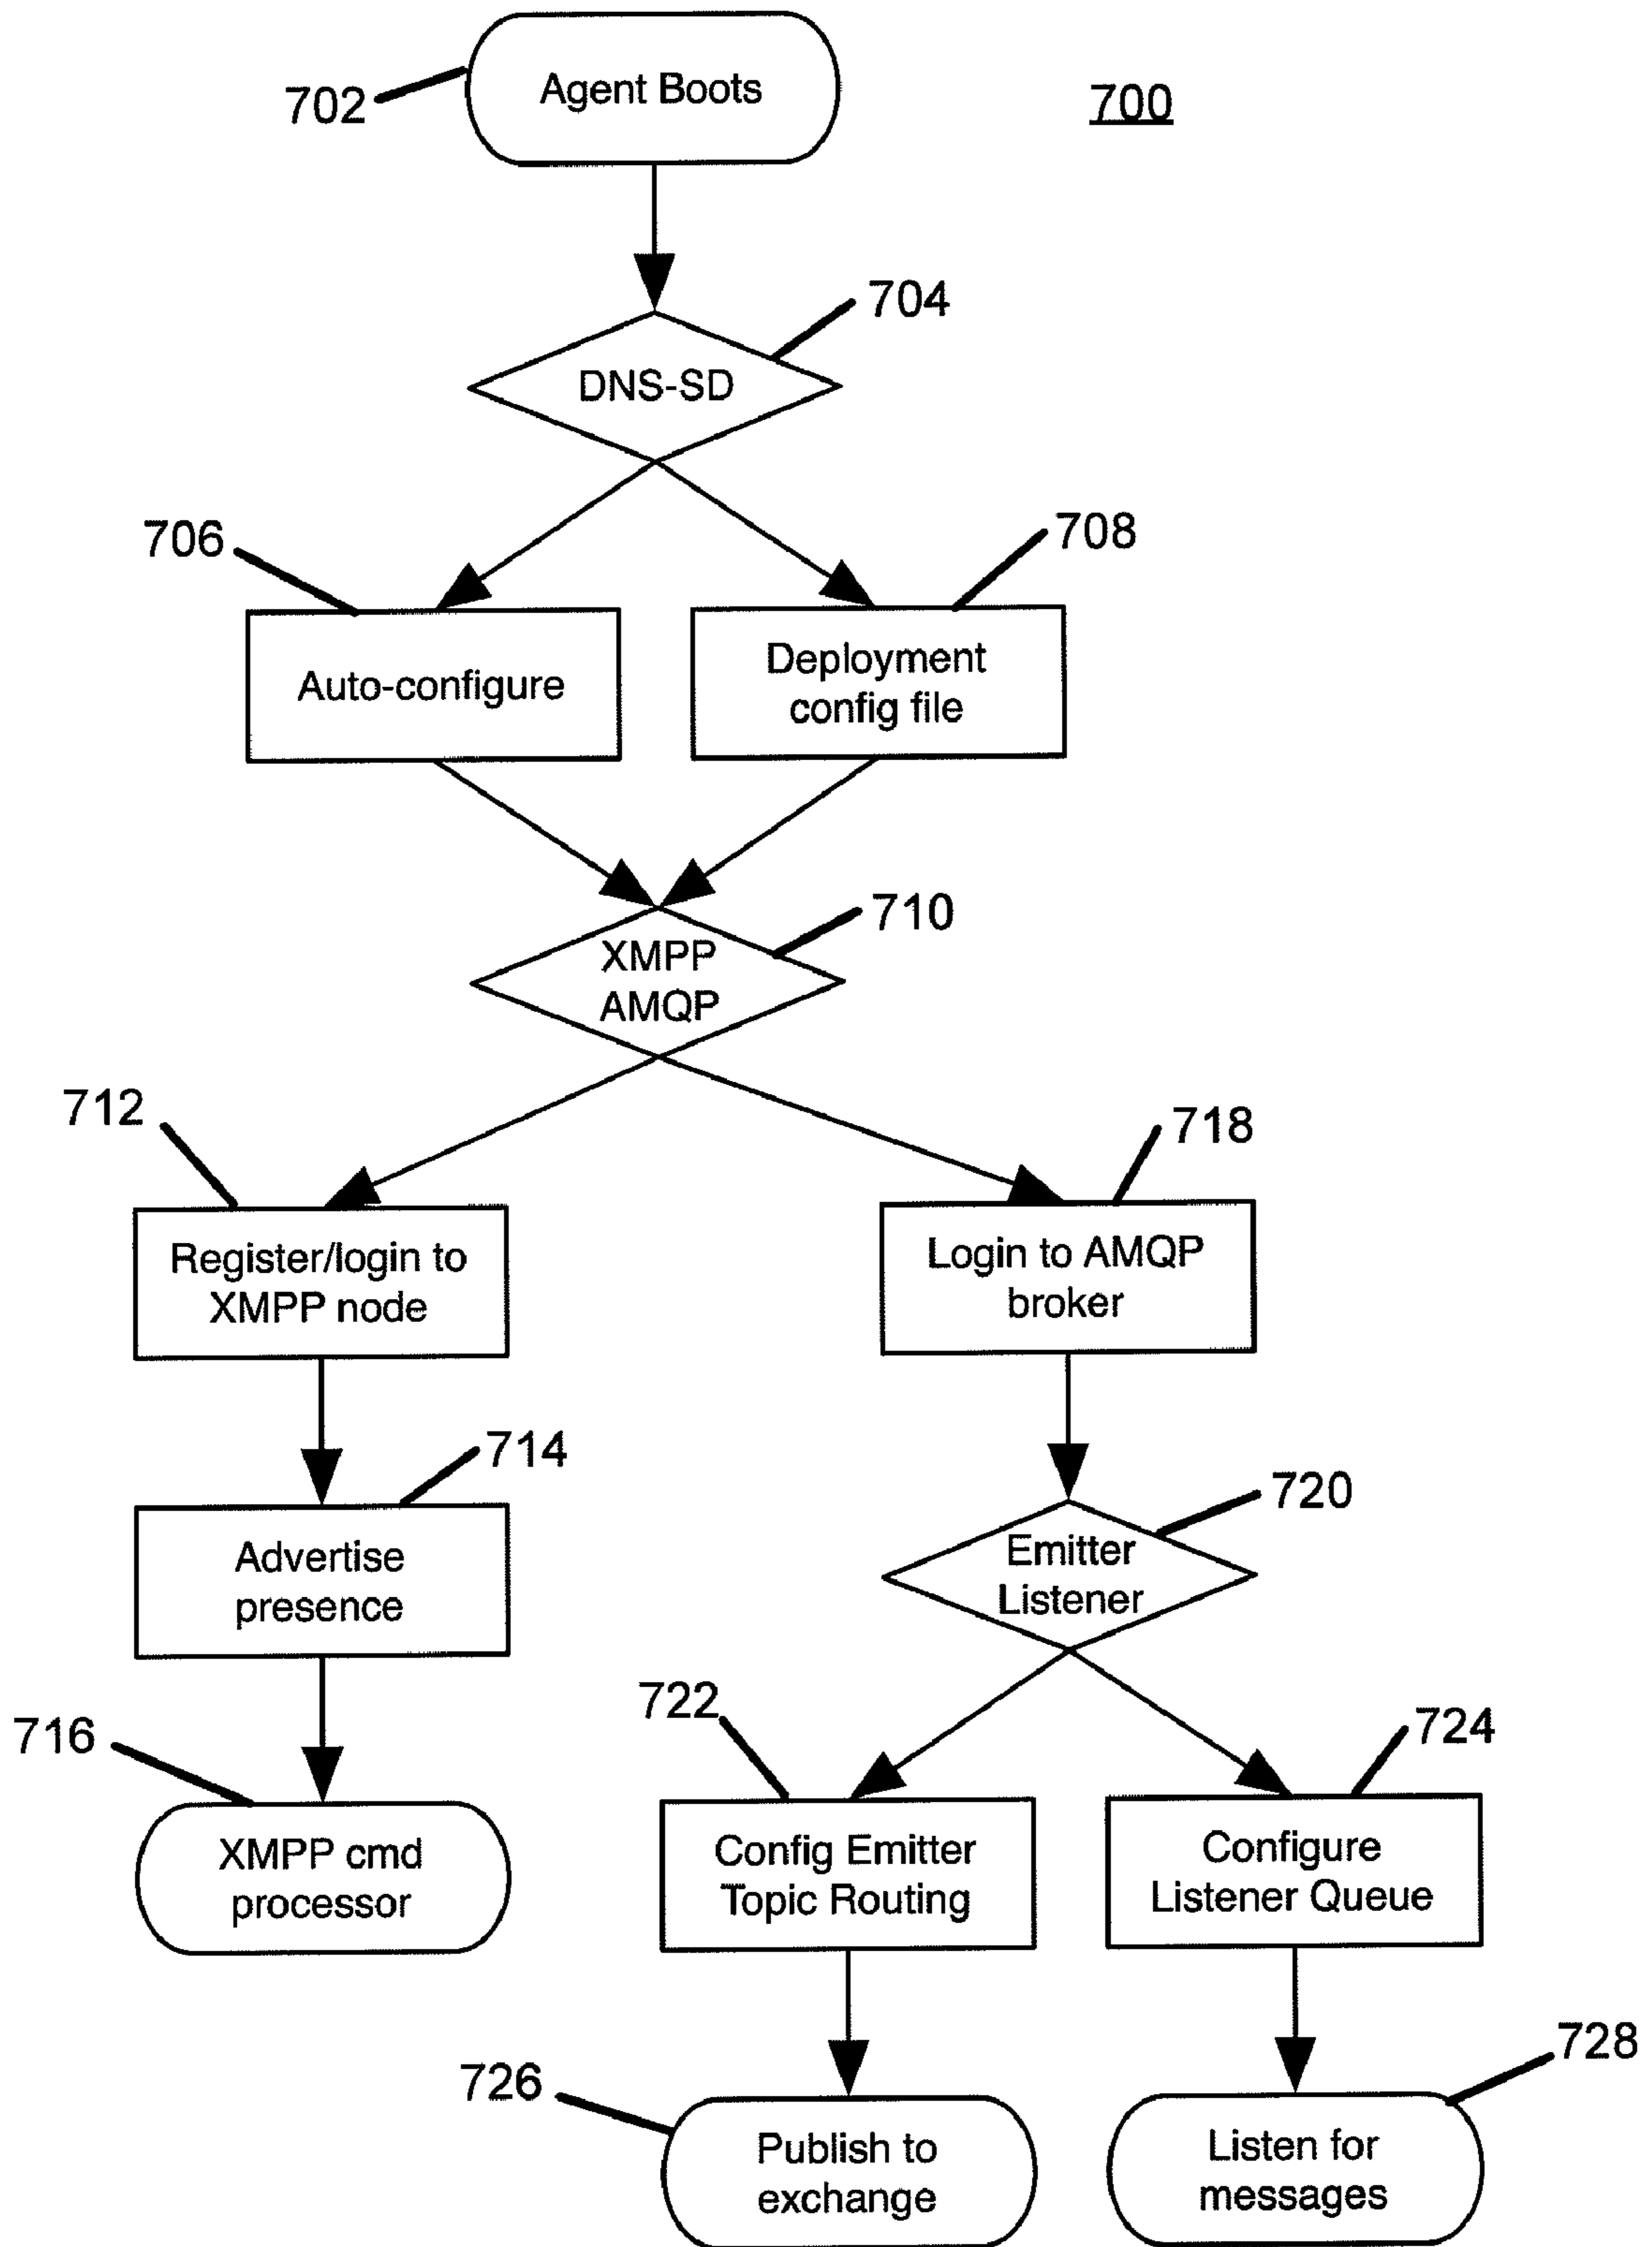 702
Agent Boots
700
704
DNS-SD
706
708
Auto-configure
Deployment
config file
710
XMPP
AMQP
712
718
Register/login to
XMPP node
Login to AMQP
broker
714
720
Advertise
presence
Emitter
Listener
716
722
724
XMPP cmd
processor
Config Emitter
Topic Routing
Configure
Listener Queue
726
728
Publish to
exchange
Listen for
messages